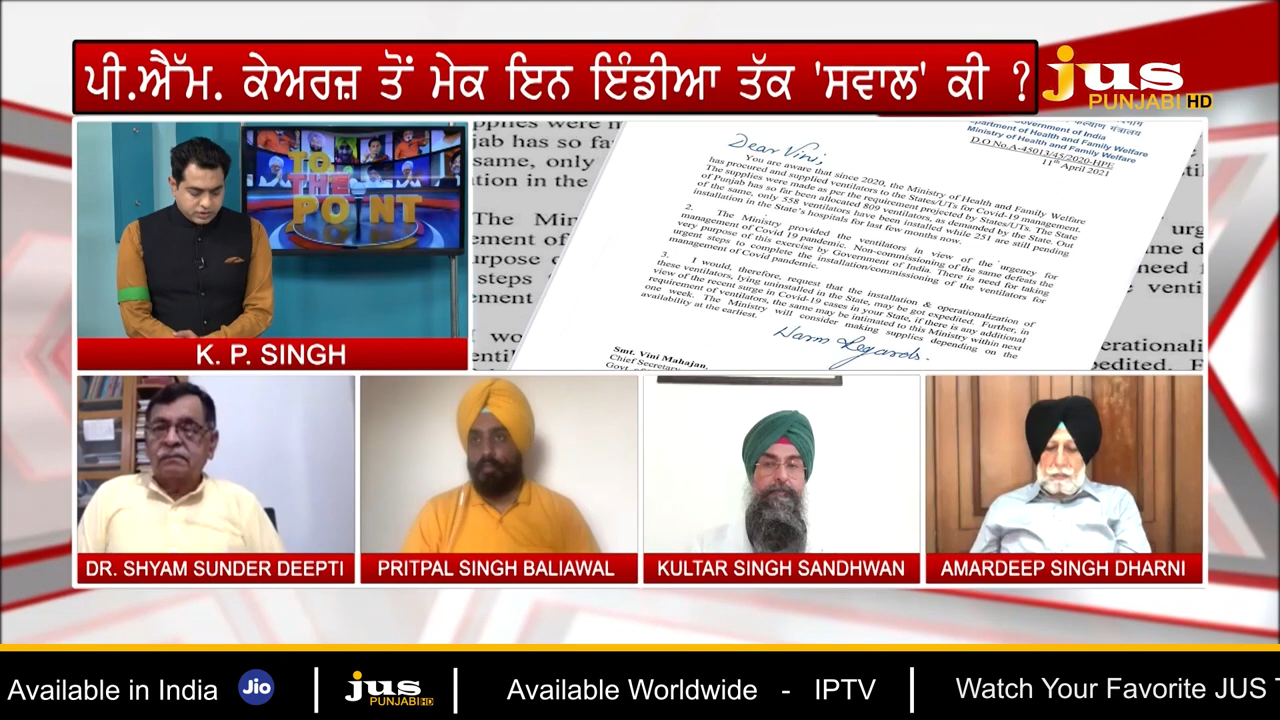 ਪੀ.ਐੱਮ. ਕੇਅਰਜ਼ ਤੋਂ ਮੇਕ ਇਨ ਇੰਡੀਆ ਤੱਕ 'ਸਵਾਲ' ਕੀ ?
jus
PUNJABI HD
TO
THE
POINT
K. P. SINGH
Government of India
Department of Health and Family Welfare
Ministry of Health and Family Welfare
D.O No.A-45013/45/2020-HPE
11th April 2021
Dear Vini,
You are aware that since 2020, the Ministry of Health and Family Welfare
has procured and supplied ventilators to the States/UTs for Covid-19 management.
The supplies were made as per the requirement projected by States/UTs. The State
of Punjab has so far been allocated 809 ventilators, as demanded by the State. Out
of the same, only 558 ventilators have been installed while 251 are still pending
installation in the State's hospitals for last few months now.
2. The Ministry provided the ventilators in view of the urgency for
management of Covid 19 pandemic. Non-commissioning of the same defeats the
very purpose of this exercise by Government of India. There is need for taking
urgent steps to complete the installation/commissioning of the ventilators for
management of Covid pandemic.
3. I would, therefore, request that the installation & operationalization of
these ventilators, lying uninstalled in the State, may be got expedited. Further, in
view of the recent surge in Covid-19 cases in your State, if there is any additional
requirement of ventilators, the same may be intimated to this Ministry within next
one week. The Ministry will consider making supplies depending on the
availability at the earliest.
Warm Regards.
Smt. Vini Mahajan,
Chief Secretary
DR. SHYAM SUNDER DEEPTI
PRITPAL SINGH BALIAWAL
KULTAR SINGH SANDHWAN
AMARDEEP SINGH DHARNI
Available in India Jio | jus PUNJABI HD | Available Worldwide - IPTV | Watch Your Favorite JUS